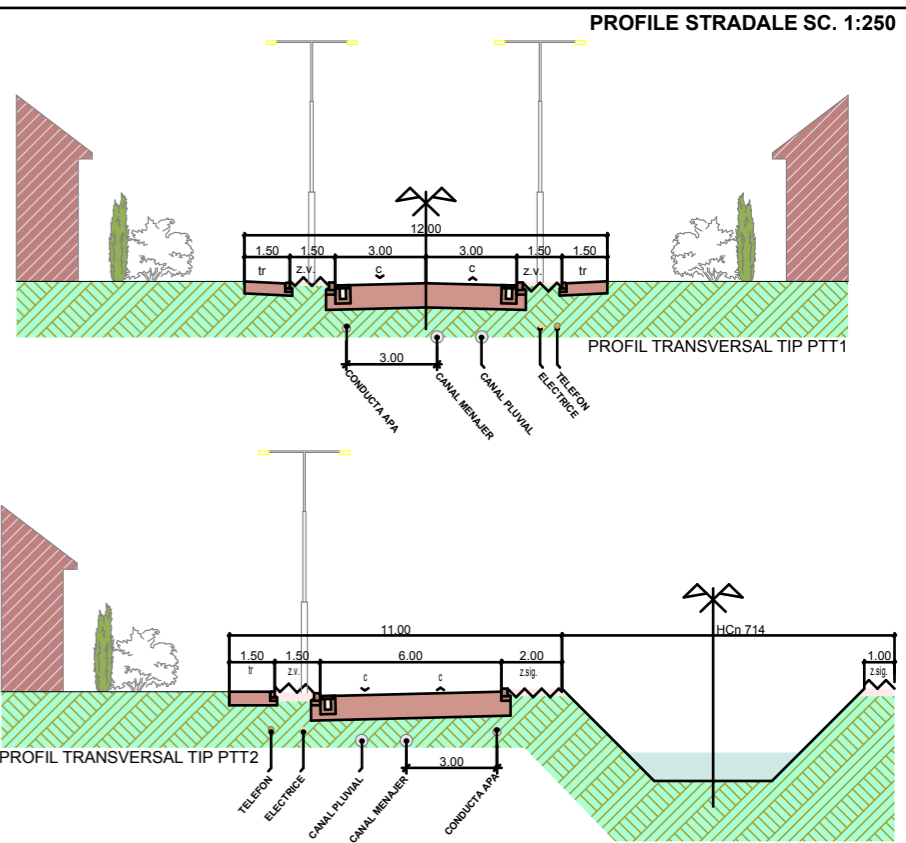 PROFILE STRADALE SC. 1:250
12.00
1.50 1.50 3.00 3.00 1.50 1.50
tr z.v. c c z.v. tr
PROFIL TRANSVERSAL TIP PTT1
3.00
CONDUCTA APA
CANAL MENAJER
CANAL PLUVIAL
ELECTRICE
TELEFON
11.00 HCn 714
1.50 1.50 6.00 2.00 1.00
tr z.v. c c z.sig. z.sig.
PROFIL TRANSVERSAL TIP PTT2
3.00
TELEFON
ELECTRICE
CANAL PLUVIAL
CANAL MENAJER
CONDUCTA APA